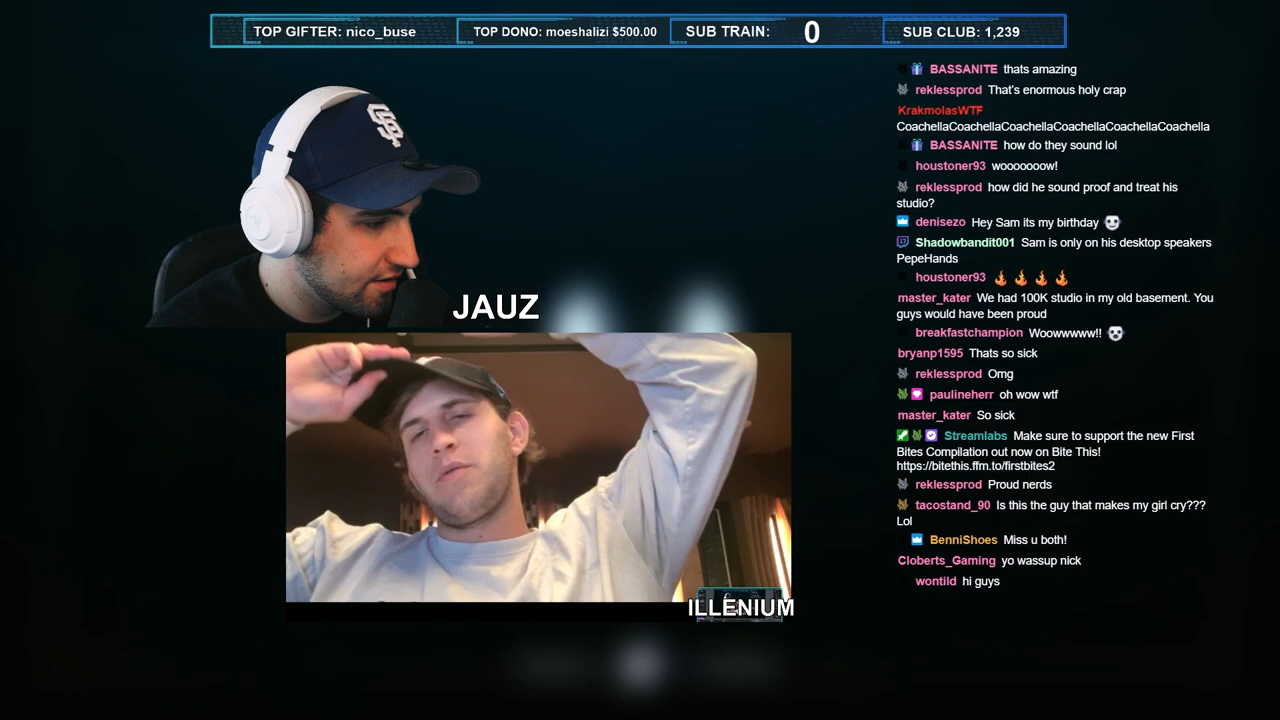 TOP GIFTER: nico_buse
TOP DONO: moeshalizi $500.00
SUB TRAIN: 0
SUB CLUB: 1,239
SF
JAUZ
ILLENIUM
BASSANITE thats amazing
reklessprod That's enormous holy crap
KrakmolasWTF
CoachellaCoachellaCoachellaCoachellaCoachellaCoachella
BASSANITE how do they sound lol
houstoner93 wooooooow!
reklessprod how did he sound proof and treat his
studio?
denisezo Hey Sam its my birthday
Shadowbandit001 Sam is only on his desktop speakers
PepeHands
houstoner93
master_kater We had 100K studio in my old basement. You
guys would have been proud
breakfastchampion Woowwwww!!
bryanp1595 Thats so sick
reklessprod Omg
paulineherr oh wow wtf
master_kater So sick
Streamlabs Make sure to support the new First
Bites Compilation out now on Bite This!
https://bitethis.ffm.to/firstbites2
reklessprod Proud nerds
tacostand_90 Is this the guy that makes my girl cry???
Lol
BenniShoes Miss u both!
Cloberts_Gaming yo wassup nick
wontild hi guys